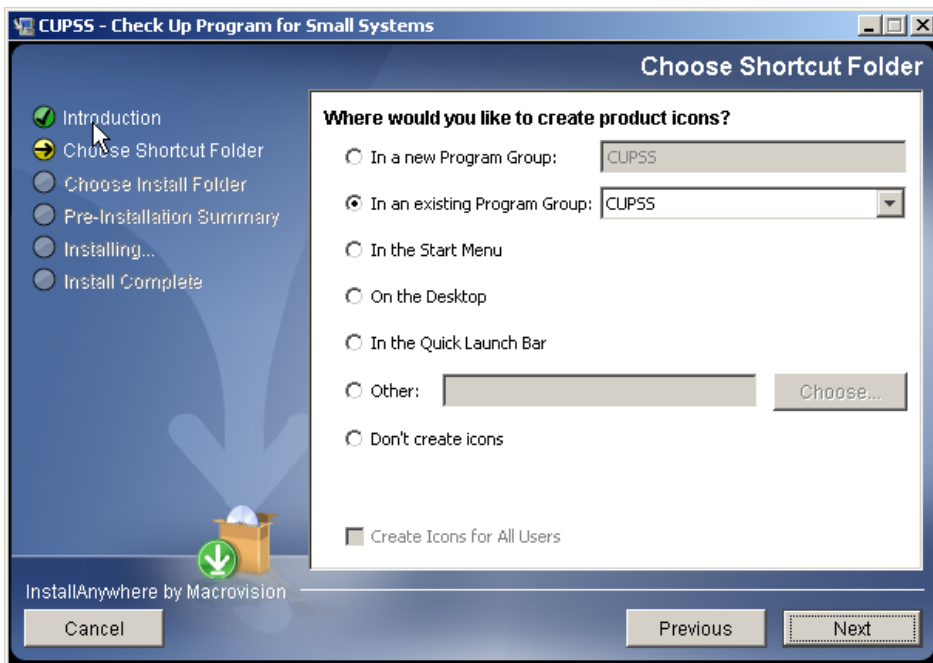 CUPSS - Check Up Program for Small Systems
Choose Shortcut Folder
Introduction
Choose Shortcut Folder
Choose Install Folder
Pre-Installation Summary
Installing...
Install Complete
Where would you like to create product icons?
In a new Program Group: CUPSS
In an existing Program Group: CUPSS
In the Start Menu
On the Desktop
In the Quick Launch Bar
Other: Choose...
Don't create icons
Create Icons for All Users
InstallAnywhere by Macrovision
Cancel Previous Next